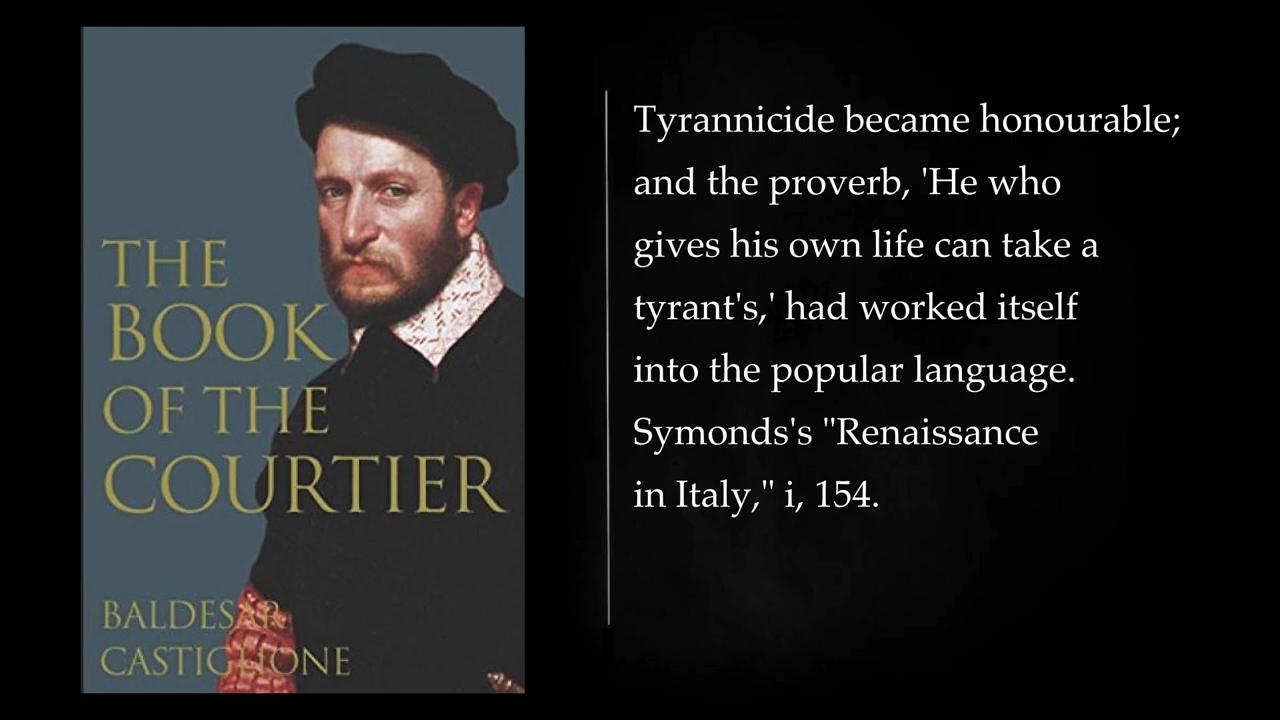 THE
BOOK
OF THE
COURTIER
BALDESAR
CASTIGLIONE
Tyrannicide became honourable;
and the proverb, 'He who
gives his own life can take a
tyrant's,' had worked itself
into the popular language.
Symonds's "Renaissance
in Italy," i, 154.